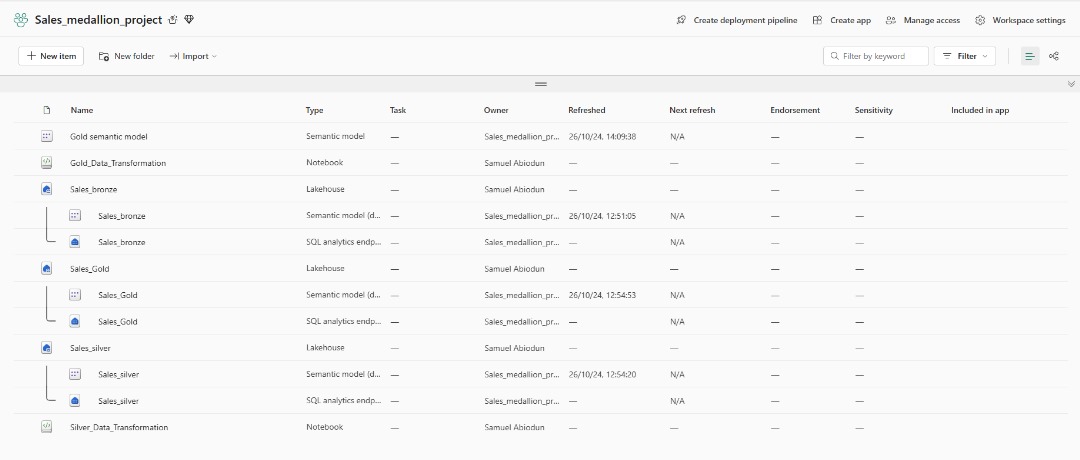 Sales_medallion_project
Create deployment pipeline Create app Manage access Workspace settings
New item New folder Import Filter by keyword Filter
Name Type Task Owner Refreshed Next refresh Endorsement Sensitivity Included in app
Gold semantic model Semantic model — Sales_medallion_pr... 26/10/24, 14:09:38 N/A — —
Gold_Data_Transformation Notebook — Samuel Abiodun — — — —
Sales_bronze Lakehouse — Samuel Abiodun — — — —
Sales_bronze Semantic model (d... — Sales_medallion_pr... 26/10/24, 12:51:05 N/A — —
Sales_bronze SQL analytics endp... — Sales_medallion_pr... — N/A — —
Sales_Gold Lakehouse — Samuel Abiodun — — — —
Sales_Gold Semantic model (d... — Sales_medallion_pr... 26/10/24, 12:54:53 N/A — —
Sales_Gold SQL analytics endp... — Sales_medallion_pr... — N/A — —
Sales_silver Lakehouse — Samuel Abiodun — — — —
Sales_silver Semantic model (d... — Sales_medallion_pr... 26/10/24, 12:54:20 N/A — —
Sales_silver SQL analytics endp... — Sales_medallion_pr... — N/A — —
Silver_Data_Transformation Notebook — Samuel Abiodun — — — —